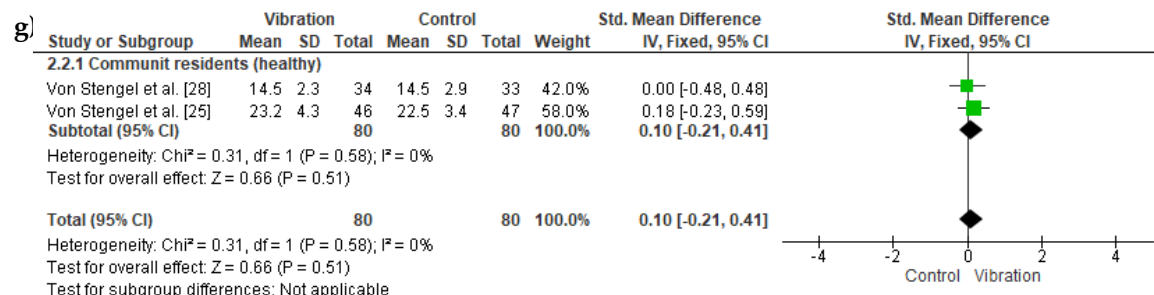 g)
Vibration Control Std. Mean Difference Std. Mean Difference
Study or Subgroup Mean SD Total Mean SD Total Weight IV, Fixed, 95% CI IV, Fixed, 95% CI
2.2.1 Communit residents (healthy)
Von Stengel et al. [28] 14.5 2.3 34 14.5 2.9 33 42.0% 0.00 [-0.48, 0.48]
Von Stengel et al. [25] 23.2 4.3 46 22.5 3.4 47 58.0% 0.18 [-0.23, 0.59]
Subtotal (95% CI) 80 80 100.0% 0.10 [-0.21, 0.41]
Heterogeneity: Chi² = 0.31, df = 1 (P = 0.58); I² = 0%
Test for overall effect: Z = 0.66 (P = 0.51)
Total (95% CI) 80 80 100.0% 0.10 [-0.21, 0.41]
Heterogeneity: Chi² = 0.31, df = 1 (P = 0.58); I² = 0%
Test for overall effect: Z = 0.66 (P = 0.51)
Test for subgroup differences: Not applicable
-4 -2 0 2 4
Control Vibration